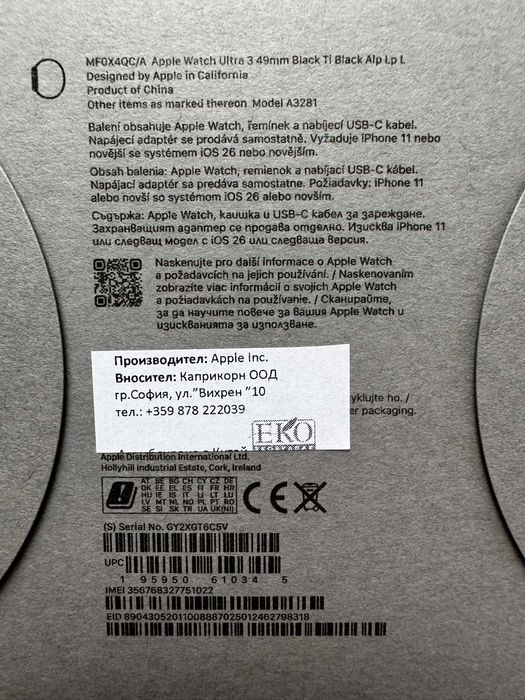 MF0X4QC/A Apple Watch Ultra 3 49mm Black Ti Black Alp Lp L
Designed by Apple in California
Product of China
Other items as marked thereon Model A3281
Balení obsahuje Apple Watch, řemínek a nabíjecí USB-C kabel.
Napájecí adaptér se prodává samostatně. Vyžaduje iPhone 11 nebo
novější se systémem iOS 26 nebo novějším.
Obsah balenia: Apple Watch, remienok a nabíjací USB-C kábel.
Napájací adaptér sa predáva samostatne. Požiadavky: iPhone 11
alebo novší so systémom iOS 26 alebo novším.
Съдържа: Apple Watch, каишка и USB-C кабел за зареждане.
Захранващият адаптер се продава отделно. Изисква iPhone 11
или следващ модел с iOS 26 или следваща версия.
Naskenujte pro další informace o Apple Watch
a požadavcích na jejich používání. / Naskenovaním
zobrazíte viac informácií o svojich Apple Watch
a požiadavkách na používanie. / Сканирайте,
за да научите повече за вашия Apple Watch и
изискванията за използване.
Производител: Apple Inc.
Вносител: Каприкорн ООД
гр.София, ул."Вихрен "10
тел.: +359 878 222039
yklujte ho. /
er packaging.
ЕКО
Apple Distribution International Ltd.
Hollyhill Industrial Estate, Cork, Ireland
AT BE BG CH CY CZ DE
DK EE EL ES FI FR HR
HU IE IS IT LI LT LU
LV MT NL NO PL PT RO
SE SI SK TR UA UK(NI)
CE
(S) Serial No. GY2XGT6C5V
UPC
1 95950 61034 5
IMEI 356768327751022
EID 89043052011008887025012462798318